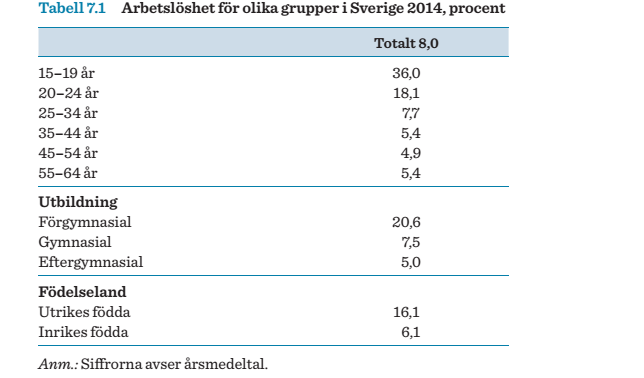 Tabell 7.1 Arbetslöshet för olika grupper i Sverige 2014, procent
Totalt 8,0
15–19 år 36,0
20–24 år 18,1
25–34 år 7,7
35–44 år 5,4
45–54 år 4,9
55–64 år 5,4
Utbildning
Förgymnasial 20,6
Gymnasial 7,5
Eftergymnasial 5,0
Födelseland
Utrikes födda 16,1
Inrikes födda 6,1
Anm.: Siffrorna avser årsmedeltal.